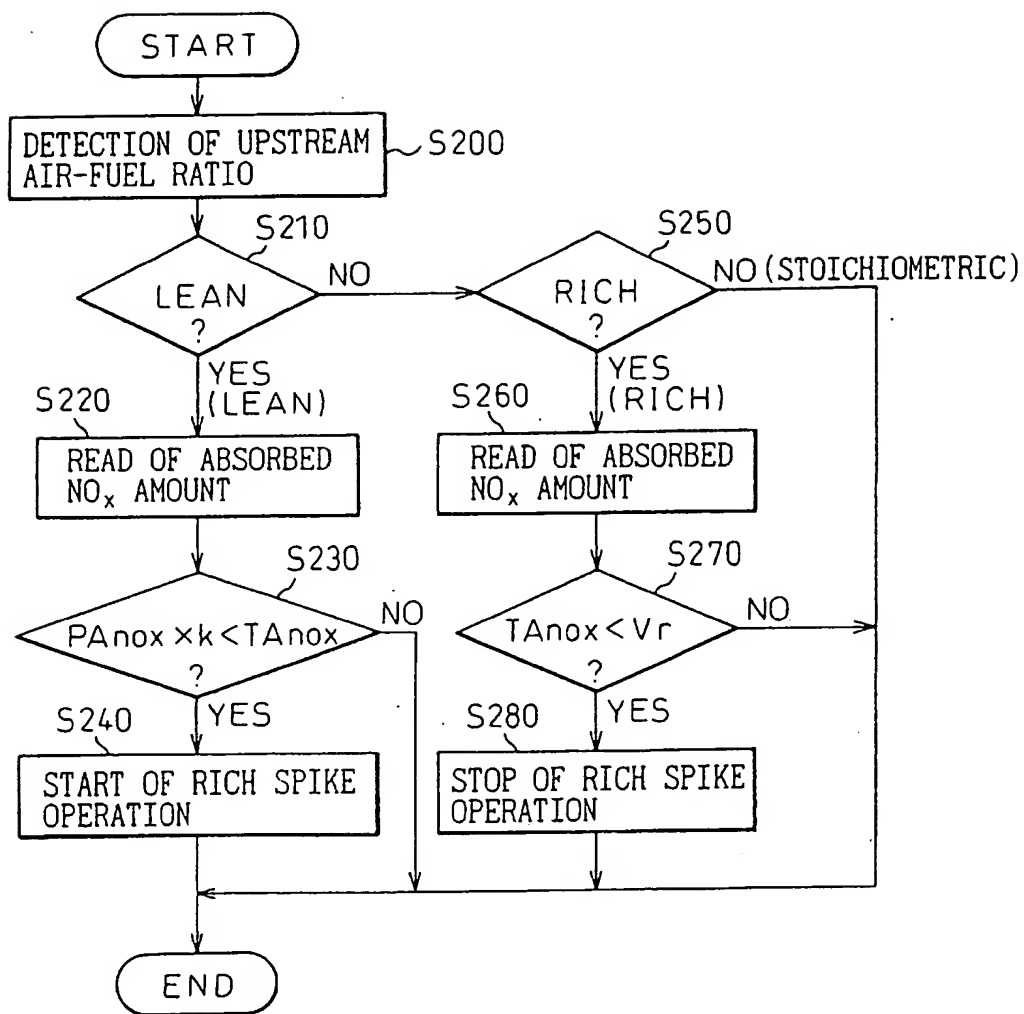 START
DETECTION OF UPSTREAM
AIR-FUEL RATIO
S200
S210
LEAN
?
NO
YES
(LEAN)
S250
RICH
?
NO (STOICHIOMETRIC)
YES
(RICH)
S220
READ OF ABSORBED
NOx AMOUNT
S260
READ OF ABSORBED
NOx AMOUNT
S230
PAnox×k<TAnox
?
NO
YES
S270
TAnox<Vr
?
NO
YES
S240
START OF RICH SPIKE
OPERATION
S280
STOP OF RICH SPIKE
OPERATION
END